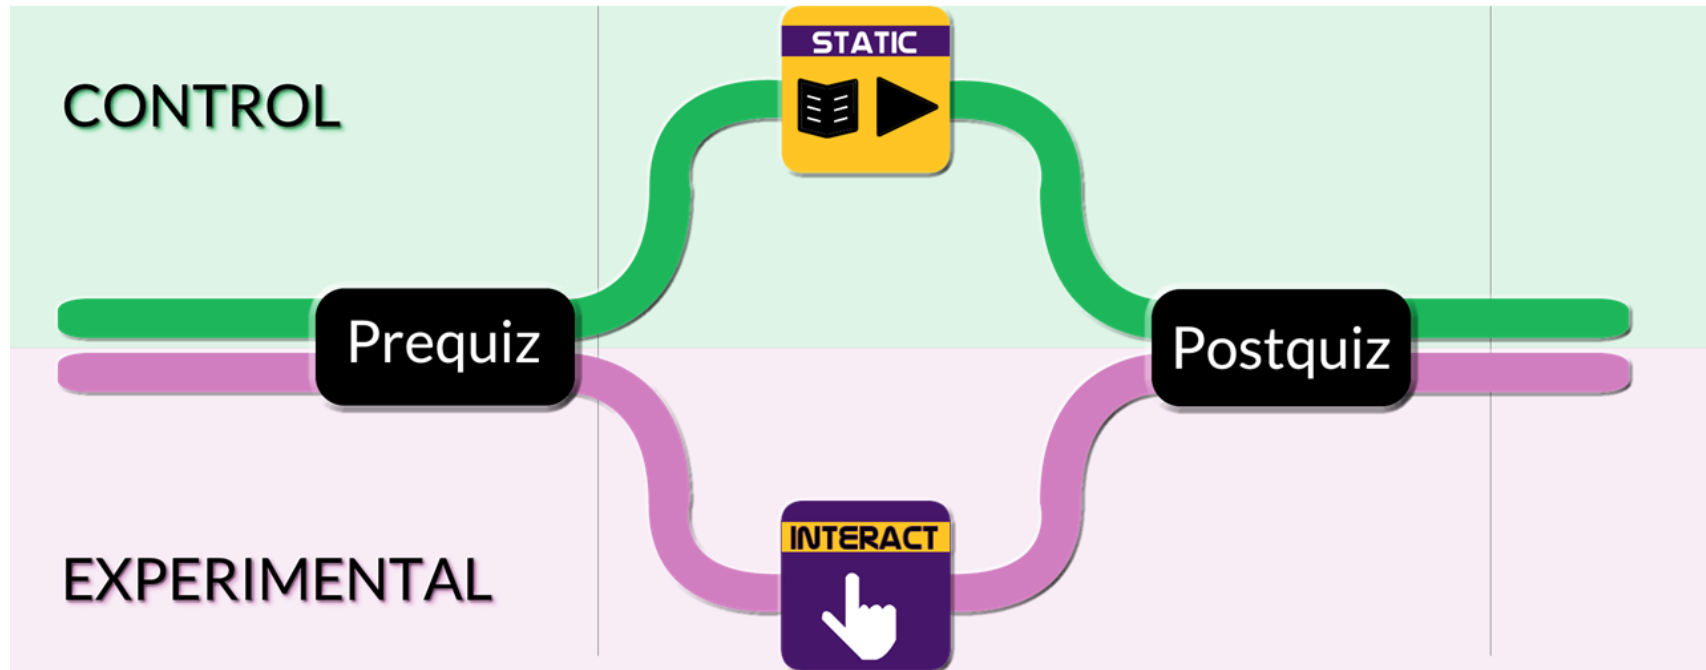 STATIC
CONTROL
Prequiz
Postquiz
INTERACT
EXPERIMENTAL